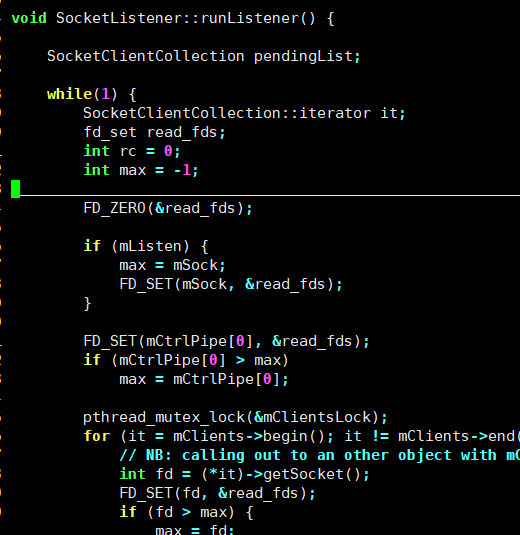 void SocketListener::runListener() {
SocketClientCollection pendingList;
while(1) {
SocketClientCollection::iterator it;
fd_set read_fds;
int rc = 0;
int max = -1;
FD_ZERO(&read_fds);
if (mListen) {
max = mSock;
FD_SET(mSock, &read_fds);
}
FD_SET(mCtrlPipe[0], &read_fds);
if (mCtrlPipe[0] > max)
max = mCtrlPipe[0];
pthread_mutex_lock(&mClientsLock);
for (it = mClients->begin(); it != mClients->end(
// NB: calling out to an other object with mC
int fd = (*it)->getSocket();
FD_SET(fd, &read_fds);
if (fd > max) {
max = fd;